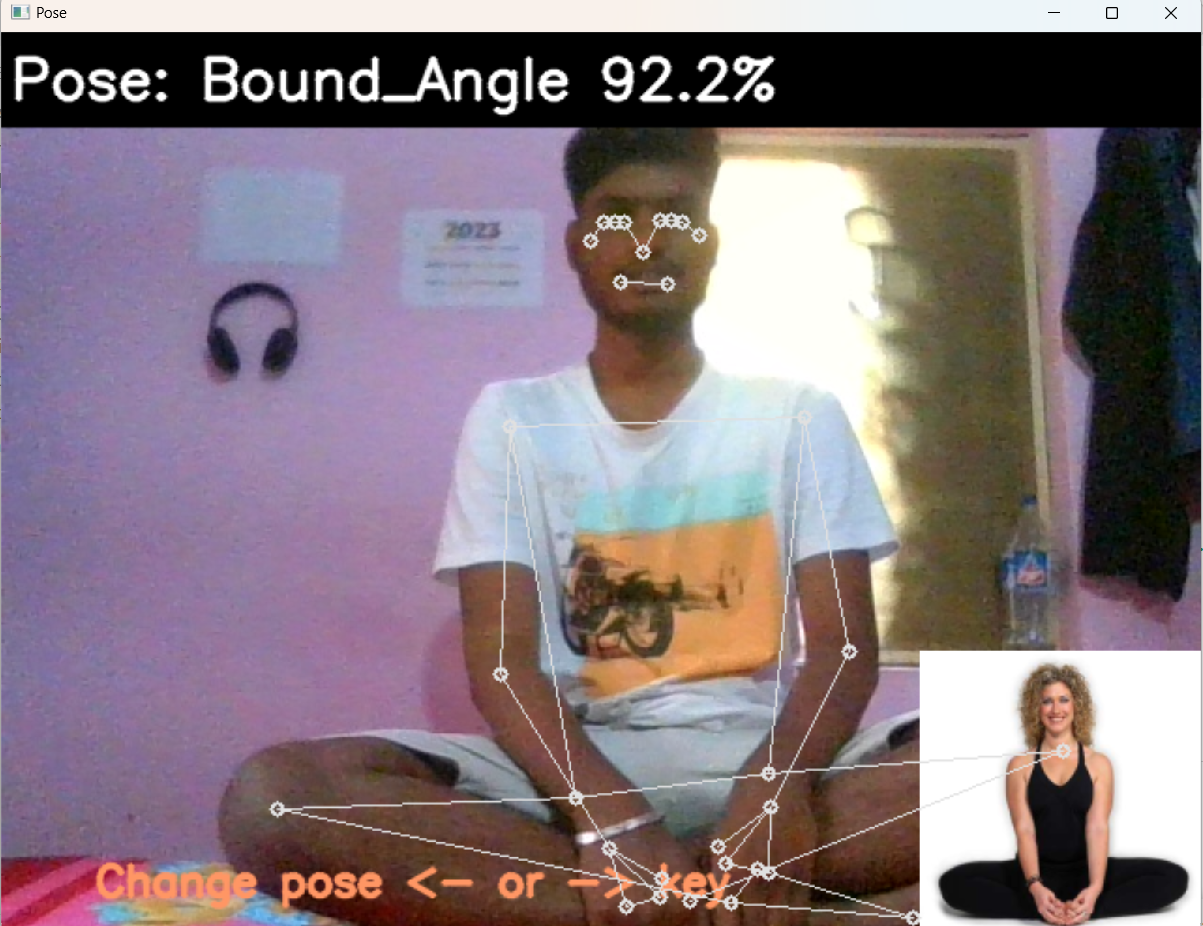 Pose
Pose: Bound_Angle 92.2%
2023
Change pose <- or -> key